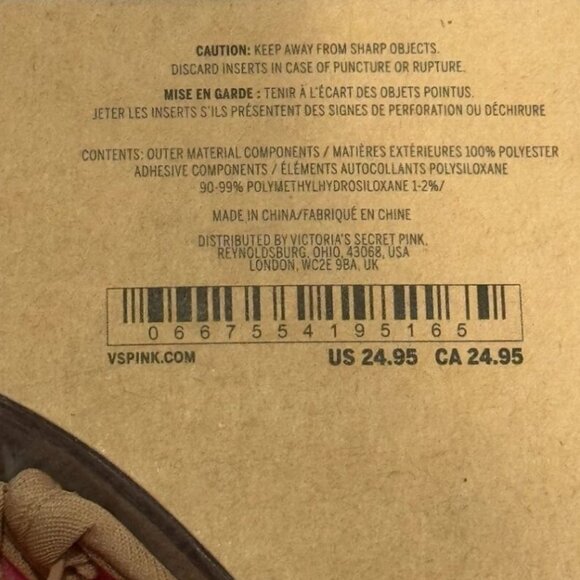 CAUTION: KEEP AWAY FROM SHARP OBJECTS.
DISCARD INSERTS IN CASE OF PUNCTURE OR RUPTURE.
MISE EN GARDE : TENIR À L'ÉCART DES OBJETS POINTUS.
JETER LES INSERTS S'ILS PRÉSENTENT DES SIGNES DE PERFORATION OU DÉCHIRURE
CONTENTS: OUTER MATERIAL COMPONENTS / MATIÈRES EXTÉRIEURES 100% POLYESTER
ADHESIVE COMPONENTS / ÉLÉMENTS AUTOCOLLANTS POLYSILOXANE
90-99% POLYMETHYLHYDROSILOXANE 1-2%/
MADE IN CHINA/FABRIQUÉ EN CHINE
DISTRIBUTED BY VICTORIA'S SECRET PINK,
REYNOLDSBURG, OHIO, 43068, USA
LONDON, WC2E 9BA, UK
0667554195165
VSPINK.COM US 24.95 CA 24.95